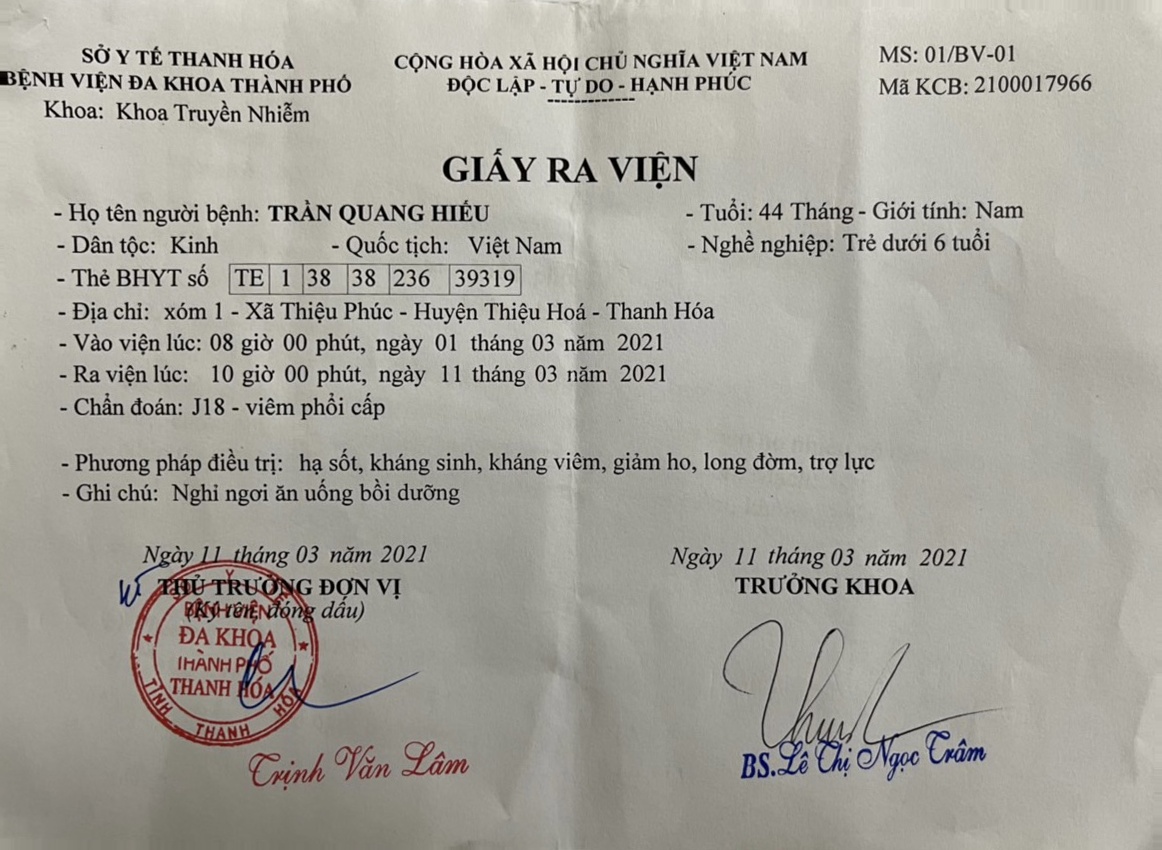 SỞ Y TẾ THANH HÓA
BỆNH VIỆN ĐA KHOA THÀNH PHỐ
Khoa: Khoa Truyền Nhiễm
CỘNG HÒA XÃ HỘI CHỦ NGHĨA VIỆT NAM
ĐỘC LẬP - TỰ DO - HẠNH PHÚC
MS: 01/BV-01
Mã KCB: 2100017966
GIẤY RA VIỆN
- Họ tên người bệnh: TRẦN QUANG HIẾU - Tuổi: 44 Tháng - Giới tính: Nam
- Dân tộc: Kinh - Quốc tịch: Việt Nam - Nghề nghiệp: Trẻ dưới 6 tuổi
- Thẻ BHYT số TE 1 38 38 236 39319
- Địa chỉ: xóm 1 - Xã Thiệu Phúc - Huyện Thiệu Hoá - Thanh Hóa
- Vào viện lúc: 08 giờ 00 phút, ngày 01 tháng 03 năm 2021
- Ra viện lúc: 10 giờ 00 phút, ngày 11 tháng 03 năm 2021
- Chẩn đoán: J18 - viêm phổi cấp
- Phương pháp điều trị: hạ sốt, kháng sinh, kháng viêm, giảm ho, long đờm, trợ lực
- Ghi chú: Nghỉ ngơi ăn uống bồi dưỡng
Ngày 11 tháng 03 năm 2021
THỦ TRƯỞNG ĐƠN VỊ
(Ký tên, đóng dấu)
BỆNH VIỆN
ĐA KHOA
THÀNH PHỐ
THANH HÓA
TỈNH THANH HÓA
Trịnh Văn Lâm
Ngày 11 tháng 03 năm 2021
TRƯỞNG KHOA
BS.Lê Thị Ngọc Trâm